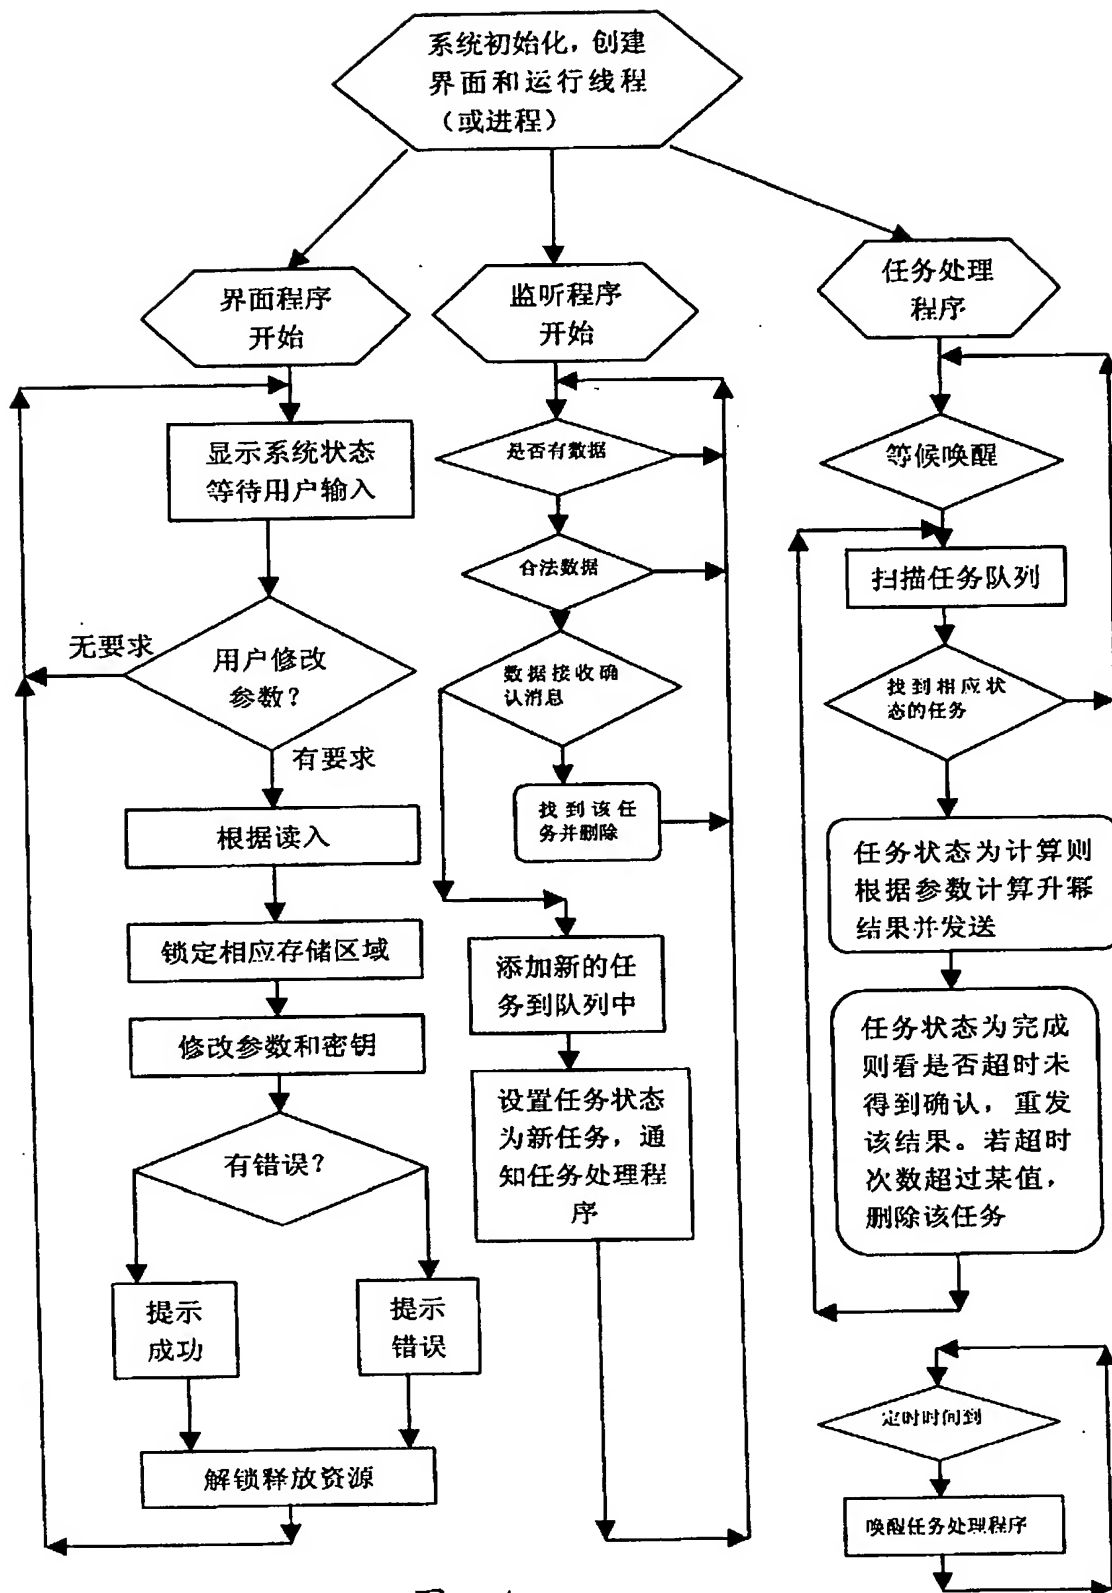 系统初始化，创建
界面和运行线程
（或进程）
界面程序
开始
监听程序
开始
任务处理
程序
显示系统状态
等待用户输入
是否有数据
等候唤醒
合法数据
扫描任务队列
无要求
用户修改
参数？
数据接收确
认消息
找到相应状
态的任务
有要求
根据读入
找到该任
务并删除
任务状态为计算则
根据参数计算升幂
结果并发送
锁定相应存储区域
添加新的任
务到队列中
修改参数和密钥
任务状态为完成
则看是否超时未
得到确认，重发
该结果。若超时
次数超过某值，
删除该任务
设置任务状态
为新任务，通
知任务处理程
序
有错误？
提示
成功
提示
错误
定时时间到
解锁释放资源
唤醒任务处理程序